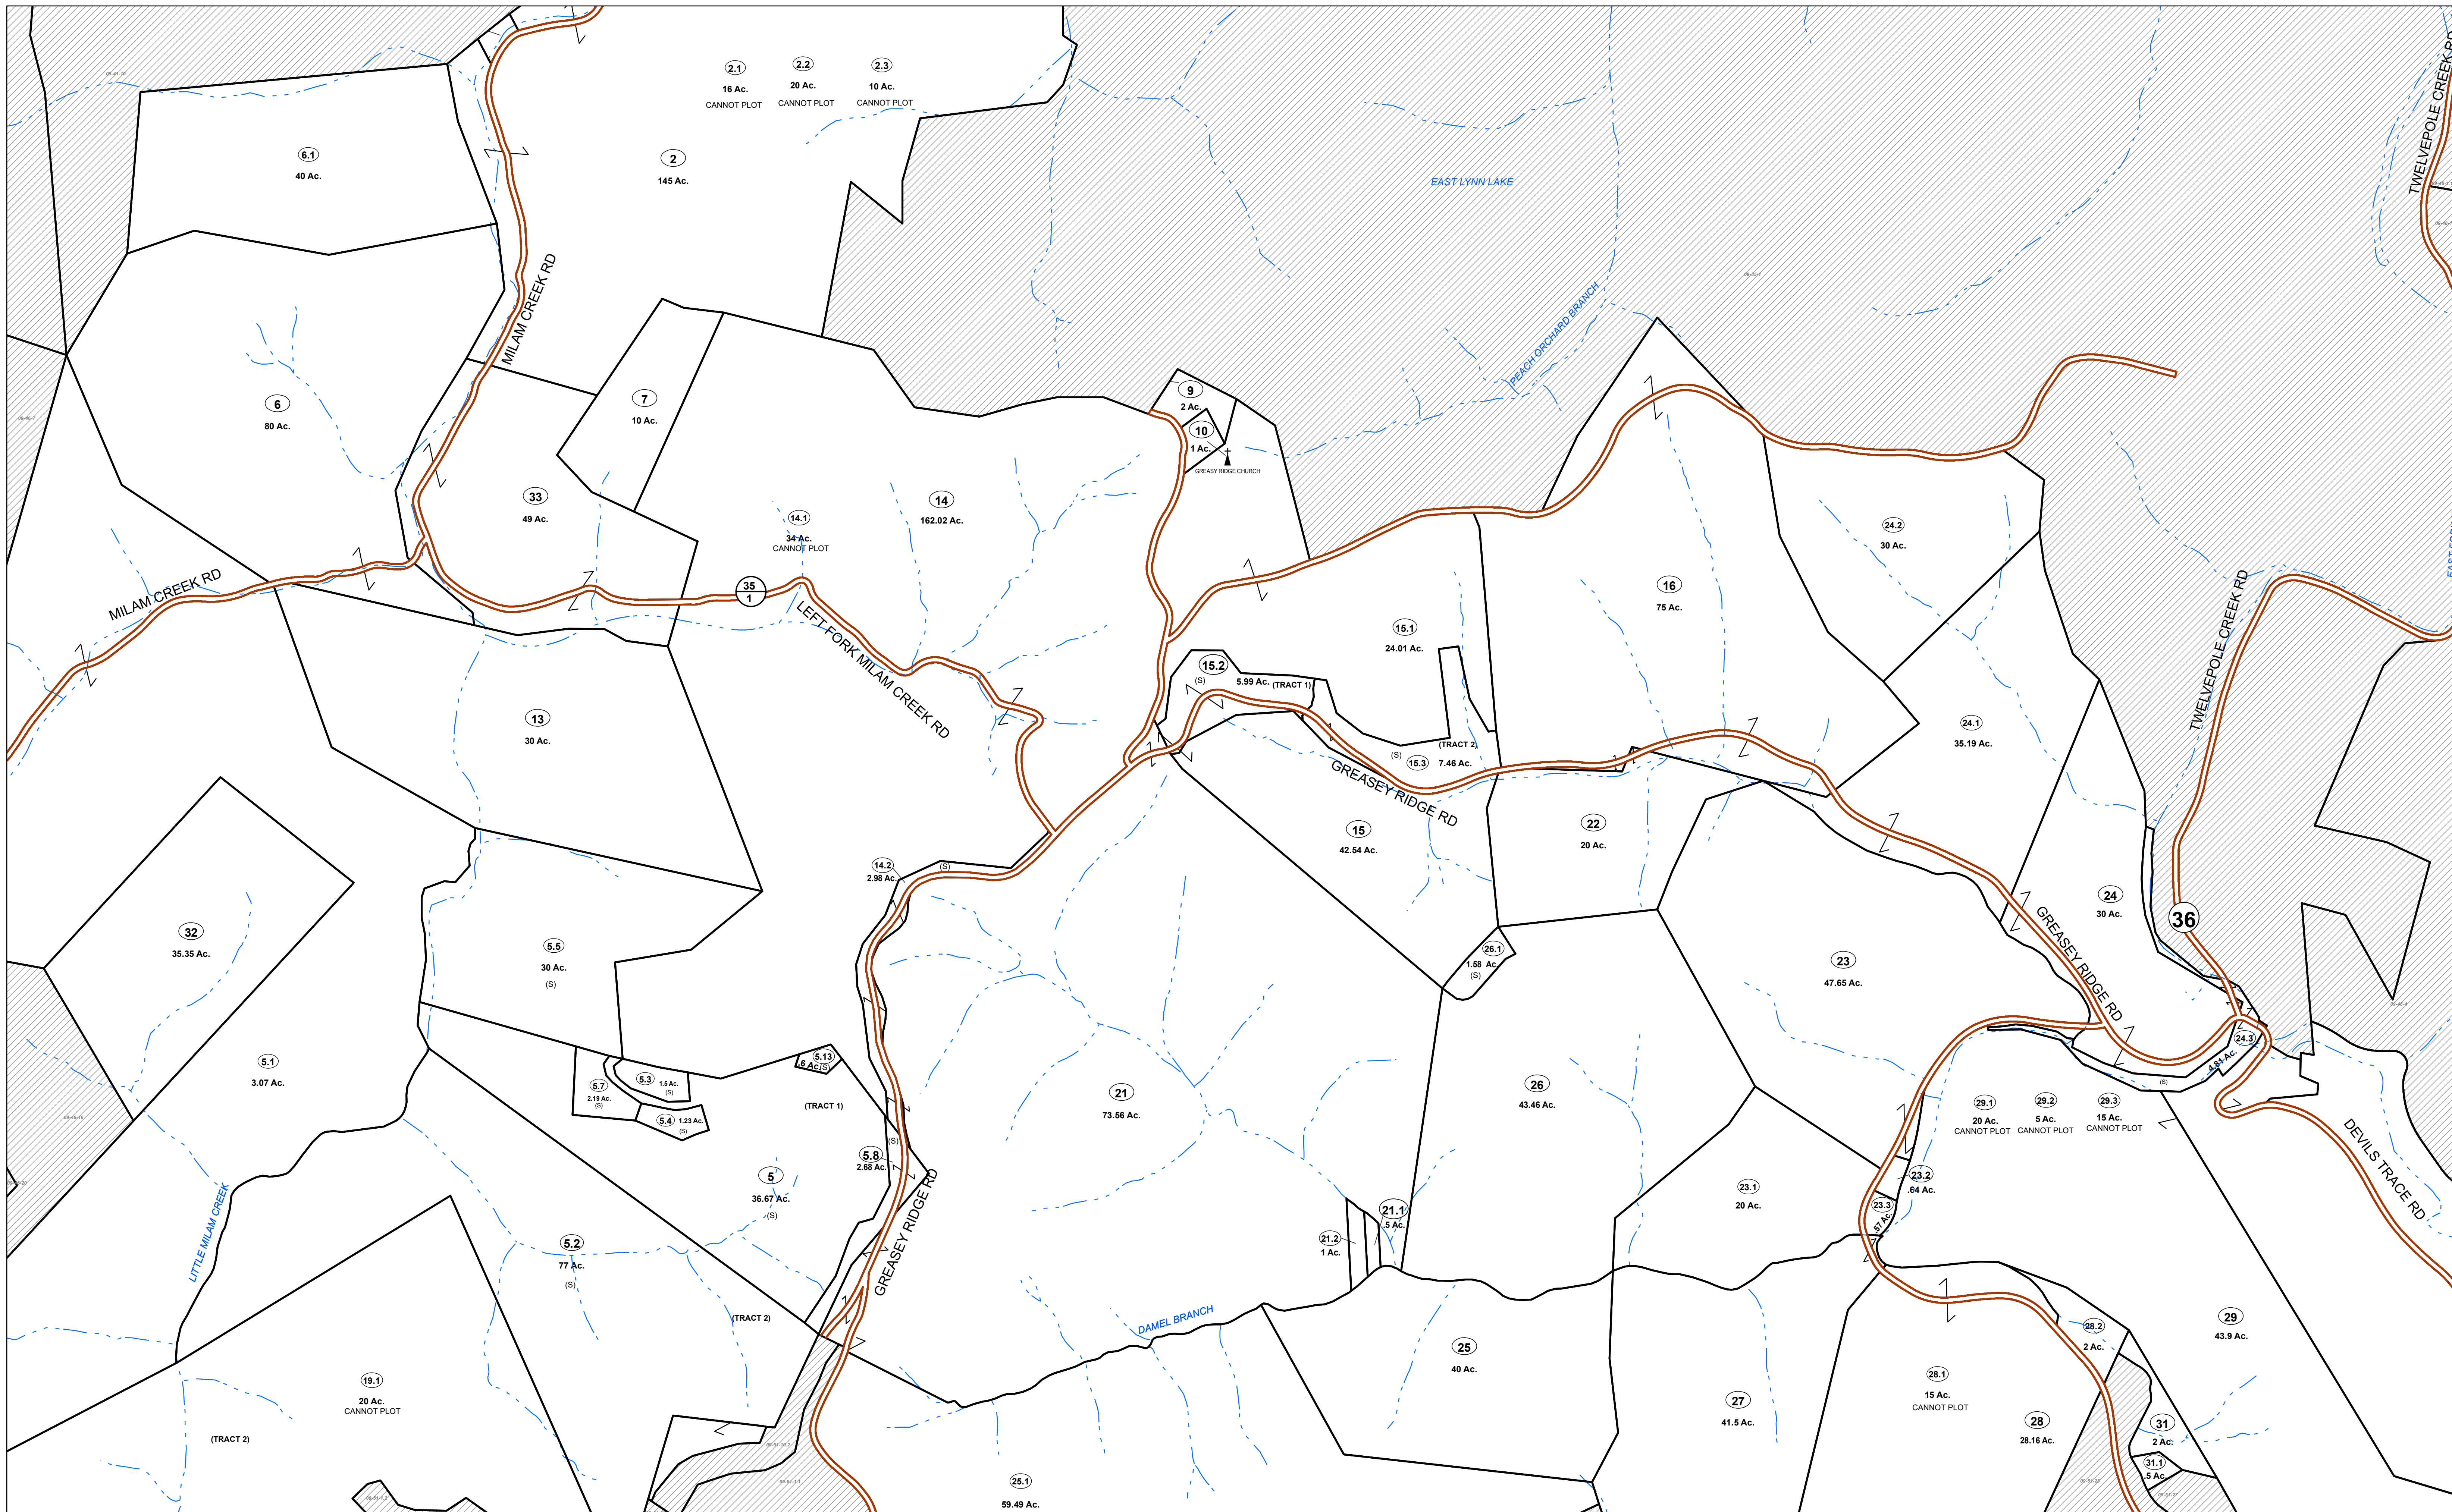 2.1
16 Ac.
CANNOT PLOT
2.2
20 Ac.
CANNOT PLOT
2.3
10 Ac.
CANNOT PLOT
2
145 Ac.
6.1
40 Ac.
EAST LYNN LAKE
TWELVEPOLE CREEK RD
MILAM CREEK RD
PEACH ORCHARD BRANCH
6
80 Ac.
7
10 Ac.
9
2 Ac.
10
1 Ac.
GREASY RIDGE CHURCH
33
49 Ac.
14.1
34 Ac.
CANNOT PLOT
14
162.02 Ac.
24.2
30 Ac.
16
75 Ac.
35
1
MILAM CREEK RD
LEFT FORK MILAM CREEK RD
15.1
24.01 Ac.
15.2
(S)
5.99 Ac.
(TRACT 1)
TWELVEPOLE CREEK RD
13
30 Ac.
24.1
35.19 Ac.
(TRACT 2)
(S)
15.3
7.46 Ac.
GREASEY RIDGE RD
15
42.54 Ac.
22
20 Ac.
14.2
2.98 Ac.
(S)
24
30 Ac.
36
32
35.35 Ac.
5.5
30 Ac.
(S)
26.1
1.58 Ac.
(S)
23
47.65 Ac.
GREASEY RIDGE RD
5.1
3.07 Ac.
5.13
.6 Ac.
(S)
5.7
2.19 Ac.
(S)
5.3
1.5 Ac.
(S)
5.4
1.23 Ac.
(S)
(TRACT 1)
21
73.56 Ac.
26
43.46 Ac.
24.3
4.81 Ac.
(S)
29.1
20 Ac.
CANNOT PLOT
29.2
5 Ac.
CANNOT PLOT
29.3
15 Ac.
CANNOT PLOT
DEVILS TRACE RD
(S)
5.8
2.68 Ac.
5
36.67 Ac.
(S)
GREASEY RIDGE RD
23.1
20 Ac.
23.2
.64 Ac.
23.3
.57 Ac.
21.1
.5 Ac.
21.2
1 Ac.
LITTLE MILAM CREEK
5.2
77 Ac.
(S)
(TRACT 2)
DAMEL BRANCH
25
40 Ac.
28.2
2 Ac.
29
43.9 Ac.
19.1
20 Ac.
CANNOT PLOT
(TRACT 2)
28.1
15 Ac.
CANNOT PLOT
27
41.5 Ac.
28
28.16 Ac.
31
2 Ac.
31.1
.5 Ac.
25.1
59.49 Ac.